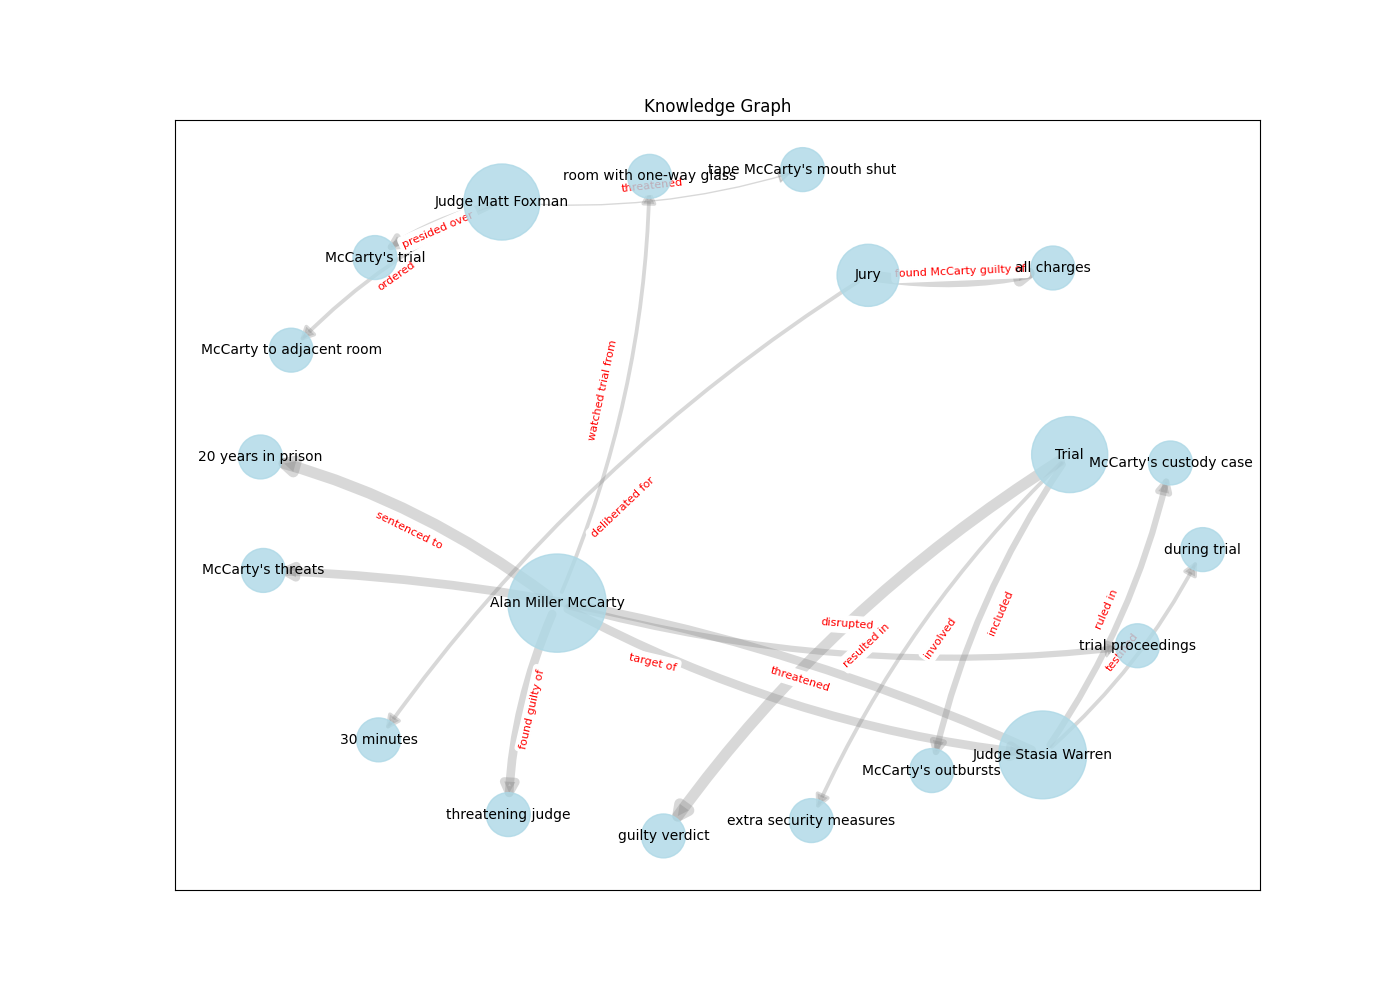 Knowledge Graph
tape McCarty's mouth shut
room with one-way glass
threatened
Judge Matt Foxman
presided over
McCarty's trial
ordered
Jury
found McCarty guilty
all charges
McCarty to adjacent room
watched trial from
20 years in prison
Trial
McCarty's custody case
deliberated for
sentenced to
during trial
McCarty's threats
Alan Miller McCarty
included
ruled in
disrupted
resulted in
involved
trial proceedings
target of
threatened
found guilty of
30 minutes
Judge Stasia Warren
McCarty's outbursts
threatening judge
extra security measures
guilty verdict